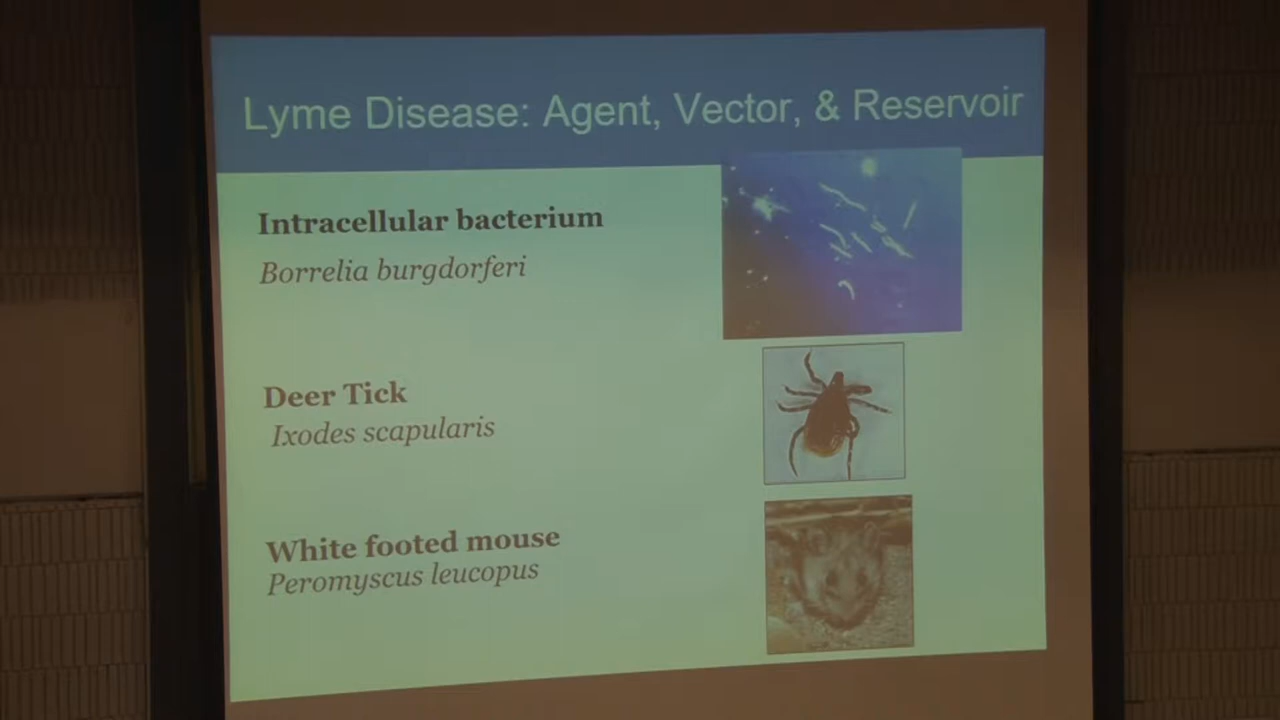 Lyme Disease: Agent, Vector, & Reservoir
Intracellular bacterium
Borrelia burgdorferi
Deer Tick
Ixodes scapularis
White footed mouse
Peromyscus leucopus